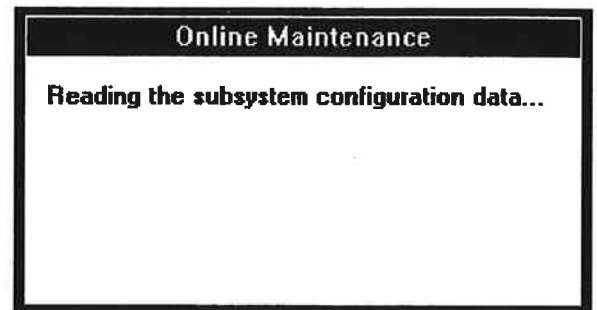 Online Maintenance
Reading the subsystem configuration data...